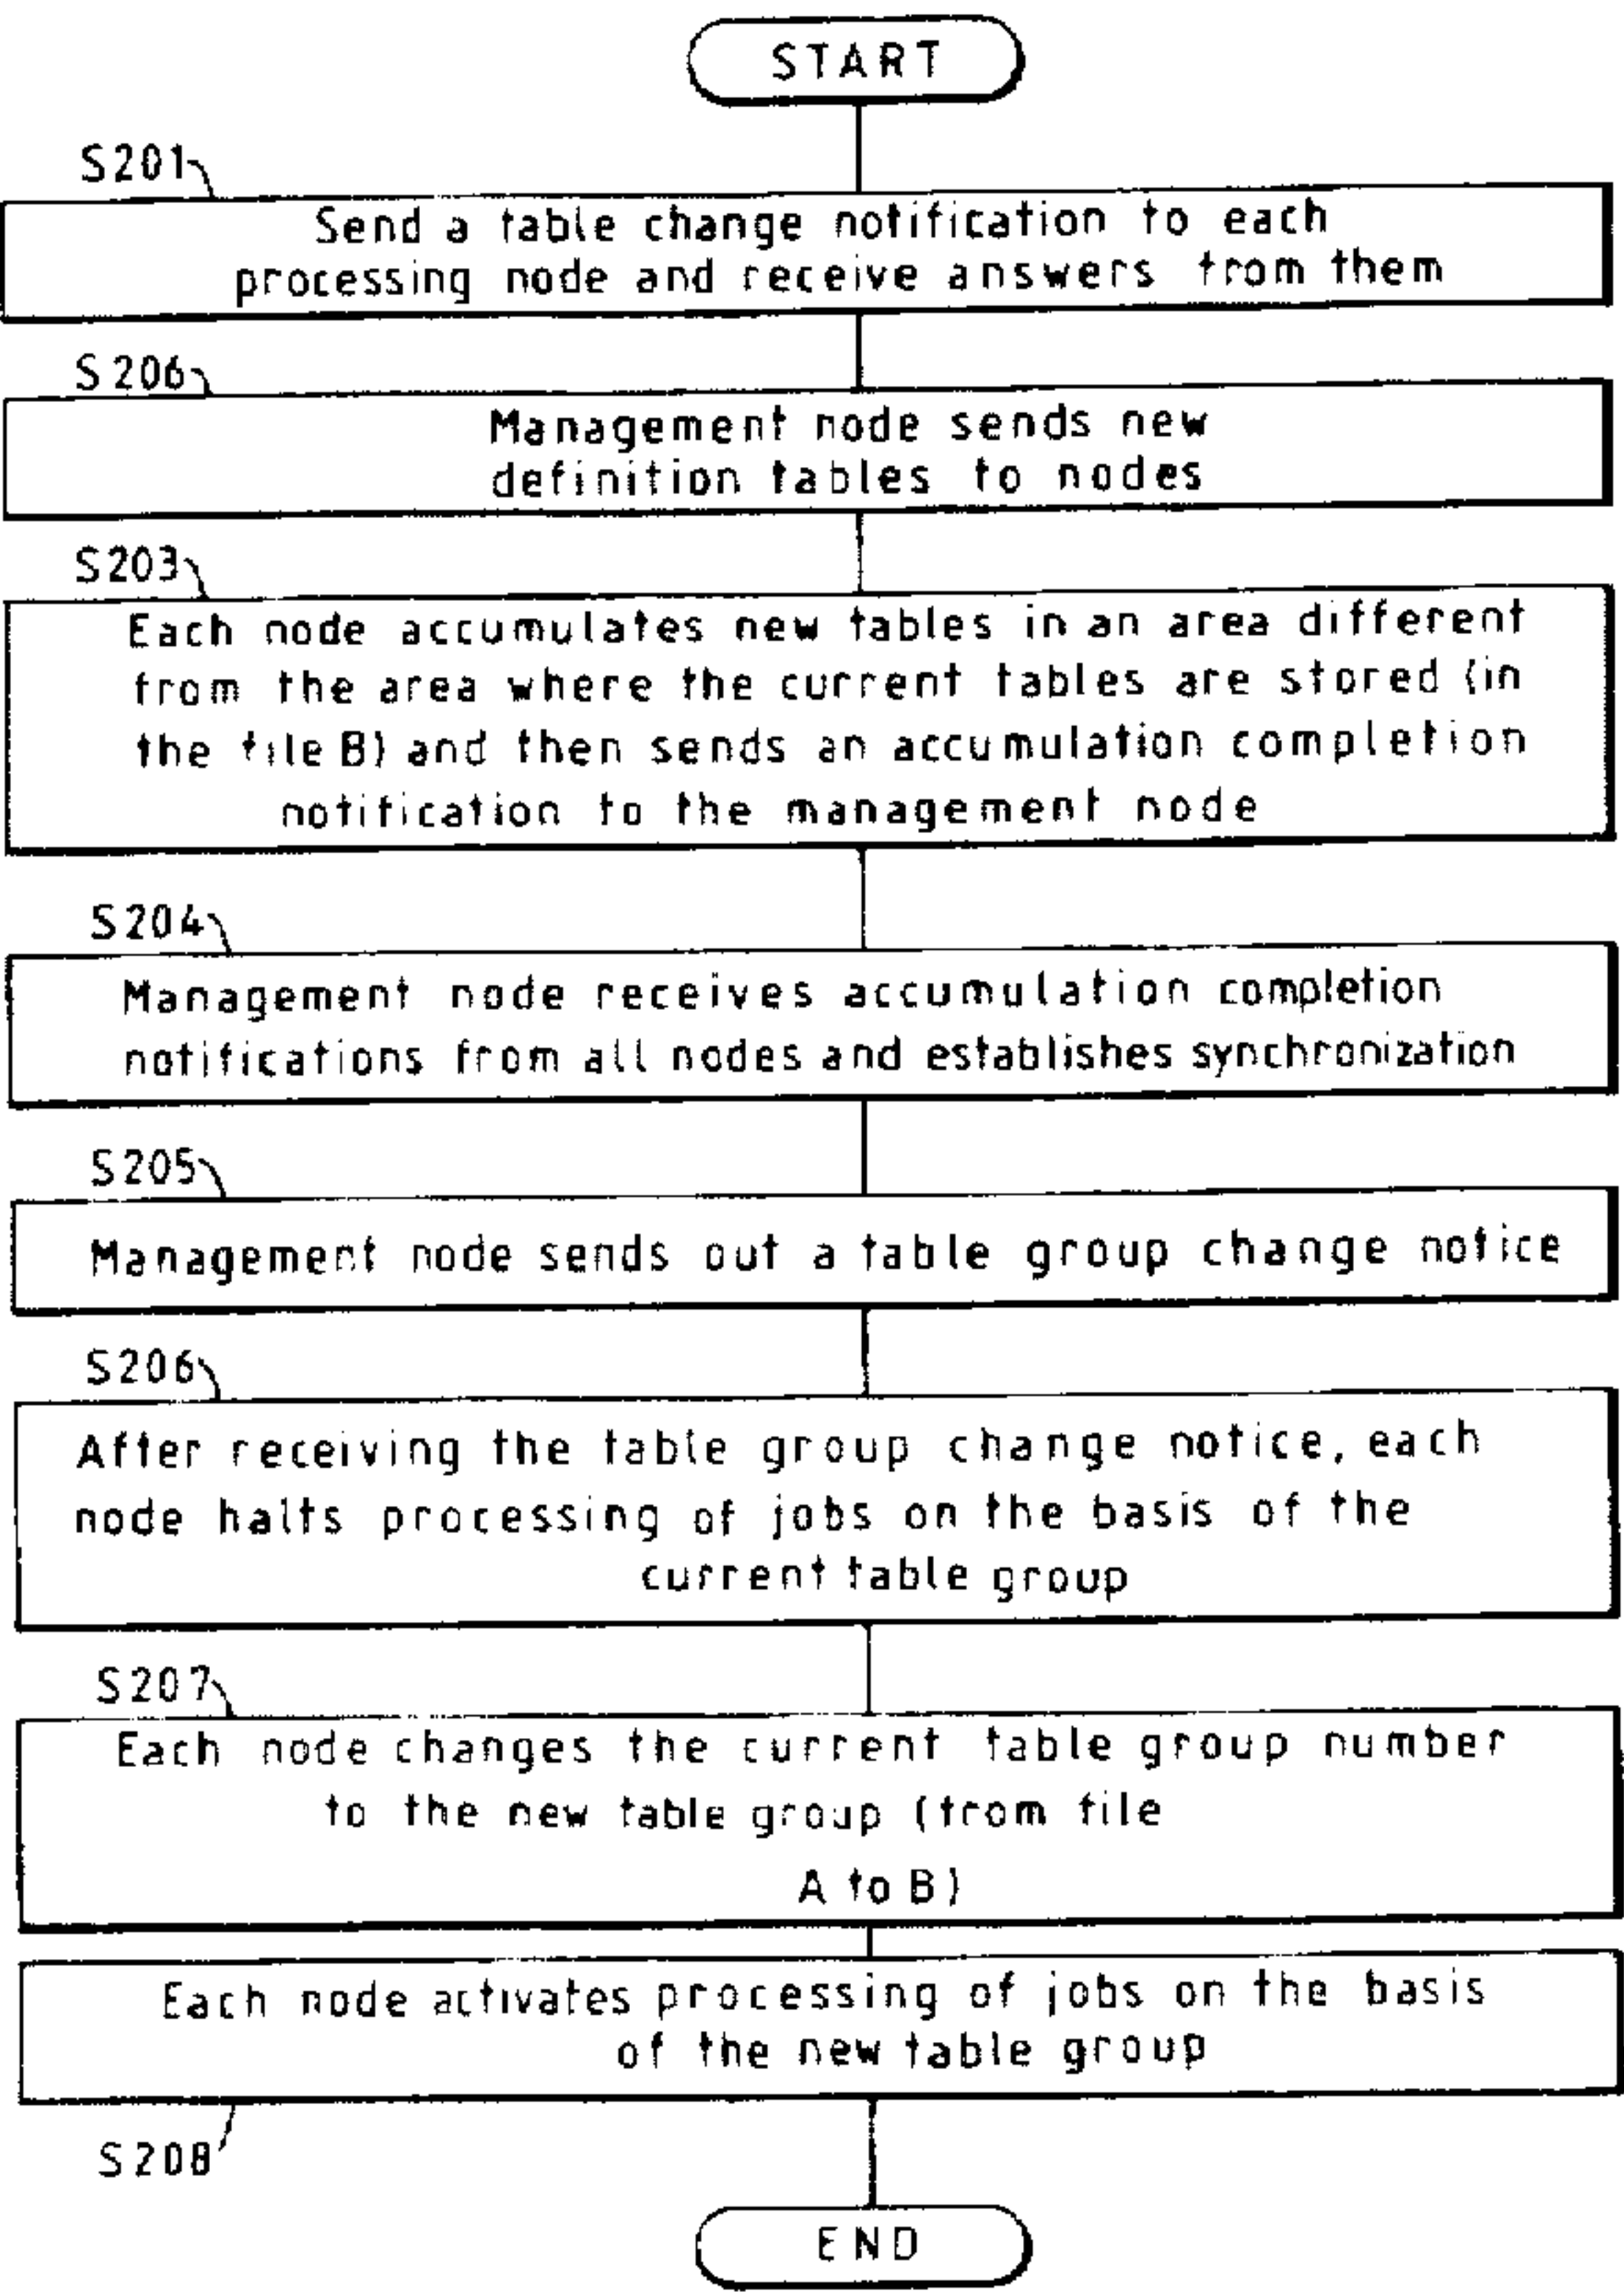 START
S201
Send a table change notification to each
processing node and receive answers from them
S206
Management node sends new
definition tables to nodes
S203
Each node accumulates new tables in an area different
from the area where the current tables are stored (in
the file B) and then sends an accumulation completion
notification to the management node
S204
Management node receives accumulation completion
notifications from all nodes and establishes synchronization
S205
Management node sends out a table group change notice
S206
After receiving the table group change notice, each
node halts processing of jobs on the basis of the
current table group
S207
Each node changes the current table group number
to the new table group (from file
A to B)
Each node activates processing of jobs on the basis
of the new table group
S208
END